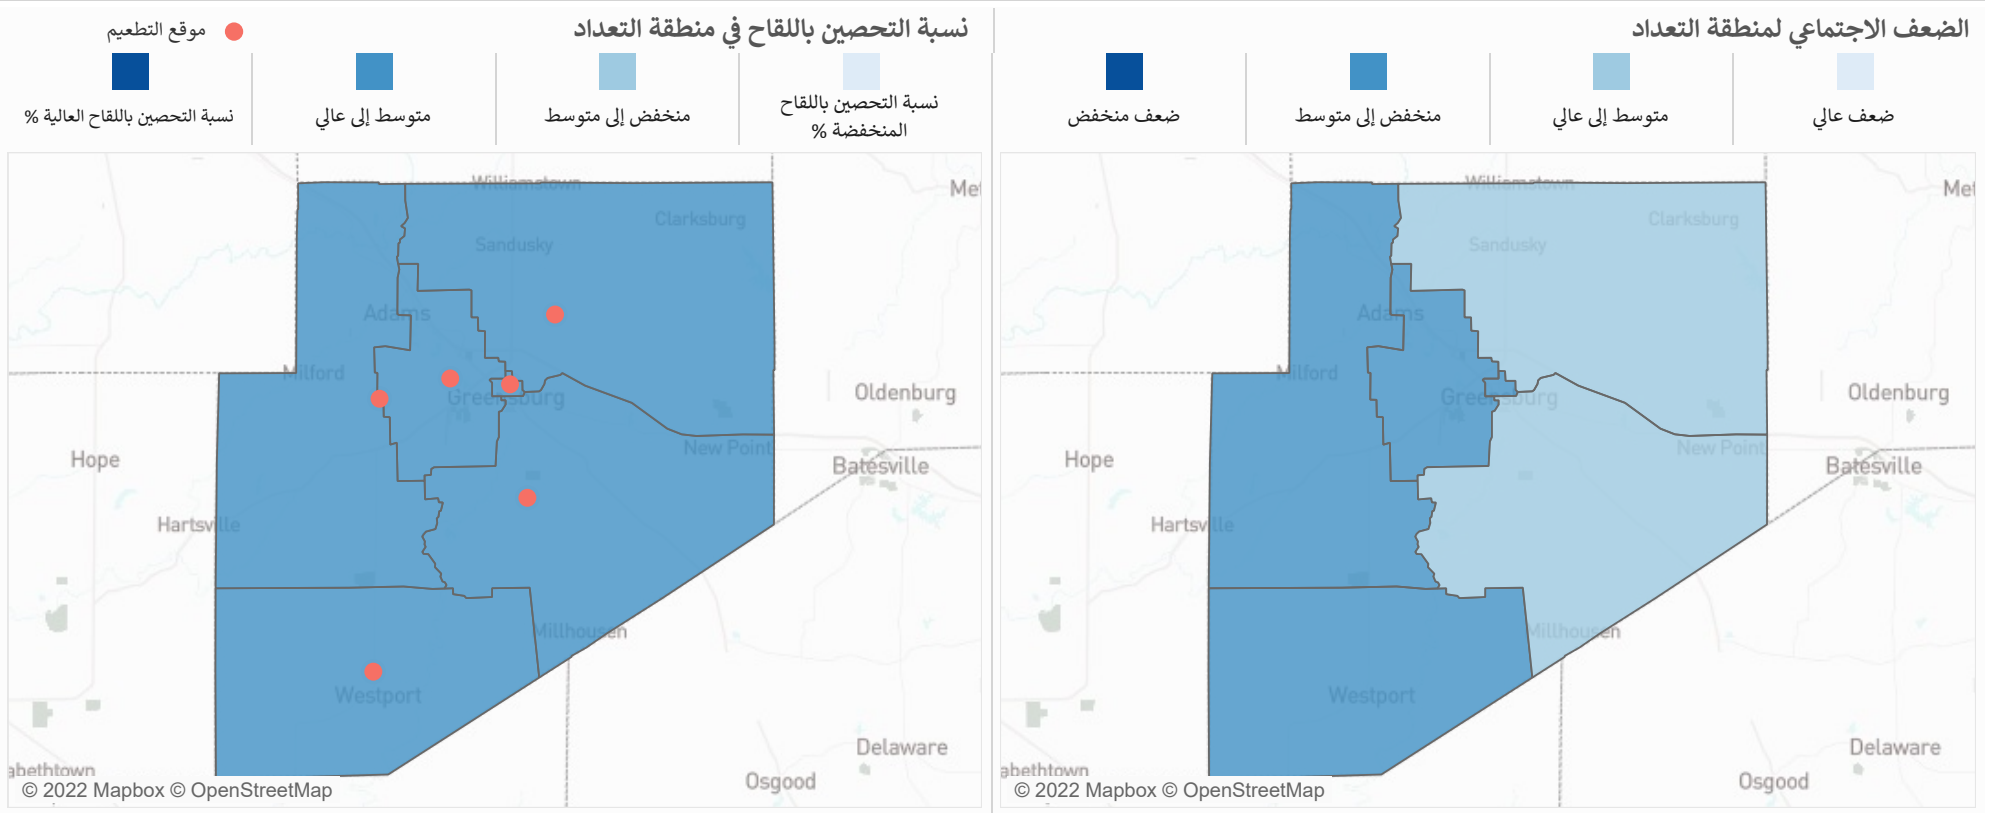 الضعف الاجتماعي لمنطقة التعداد
ضعف عالي
متوسط إلى عالي
منخفض إلى متوسط
ضعف منخفض
Williamstown
Clarksburg
Sandusky
Adams
Milford
Greensburg
Oldenburg
New Point
Hope
Batesville
Hartsville
Millhousen
Westport
Delaware
abethtown
Osgood
© 2022 Mapbox © OpenStreetMap
نسبة التحصين باللقاح في منطقة التعداد
موقع التطعيم
نسبة التحصين باللقاح
المنخفضة %
منخفض إلى متوسط
متوسط إلى عالي
نسبة التحصين باللقاح العالية %
Williamstown
Clarksburg
Sandusky
Adams
Milford
Greensburg
Oldenburg
New Point
Hope
Batesville
Hartsville
Millhousen
Westport
Delaware
abethtown
Osgood
© 2022 Mapbox © OpenStreetMap